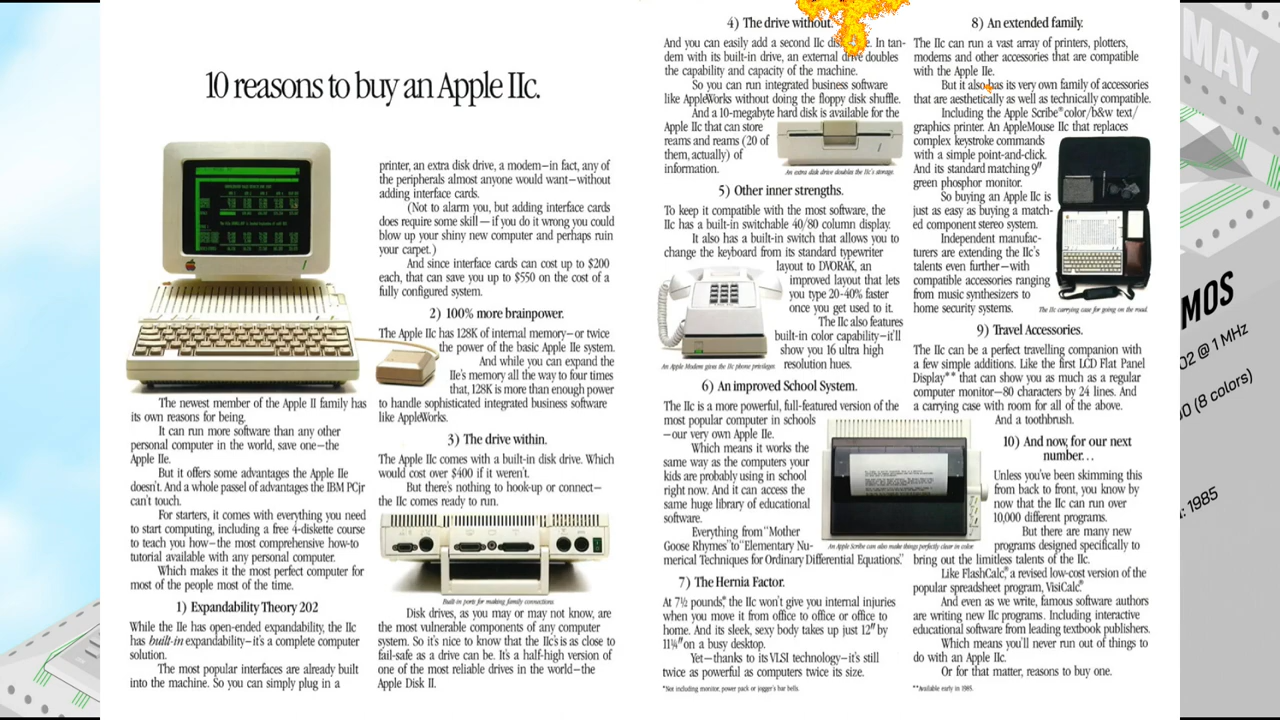 10 reasons to buy an Apple IIc.
The newest member of the Apple II family has
its own reasons for being.
It can run more software than any other
personal computer in the world, save one—the
Apple IIe.
But it offers some advantages the Apple IIe
doesn't. And a whole passel of advantages the IBM PCjr
can't touch.
For starters, it comes with everything you need
to start computing, including a free 4-diskette course
to teach you how—the most comprehensive how-to
tutorial available with any personal computer.
Which makes it the most perfect computer for
most of the people most of the time.
1) Expandability Theory 202
While the IIe has open-ended expandability, the IIc
has built-in expandability—it's a complete computer
solution.
The most popular interfaces are already built
into the machine. So you can simply plug in a
printer, an extra disk drive, a modem—in fact, any of
the peripherals almost anyone would want—without
adding interface cards.
(Not to alarm you, but adding interface cards
does require some skill—if you do it wrong you could
blow up your shiny new computer and perhaps ruin
your carpet.)
And since interface cards can cost up to $200
each, that can save you up to $550 on the cost of a
fully configured system.
2) 100% more brainpower.
The Apple IIc has 128K of internal memory—or twice
the power of the basic Apple IIe system.
And while you can expand the
IIe's memory all the way to four times
that, 128K is more than enough power
to handle sophisticated integrated business software
like AppleWorks.
3) The drive within.
The Apple IIc comes with a built-in disk drive. Which
would cost over $400 if it weren't.
But there's nothing to hook-up or connect—
the IIc comes ready to run.
Built in ports for making family connections.
Disk drives, as you may or may not know, are
the most vulnerable components of any computer
system. So it's nice to know that the IIc's is as close to
fail-safe as a drive can be. It's a half-high version of
one of the most reliable drives in the world—the
Apple Disk II.
4) The drive without.
And you can easily add a second IIc In tan-
dem with its built-in drive, an external drive doubles
the capability and capacity of the machine.
So you can run integrated business software
like AppleWorks without doing the floppy disk shuffle.
And a 10-megabyte hard disk is available for the
Apple IIc that can store
reams and reams (20 of
them, actually) of
information.
An extra disk drive doubles the IIc's storage.
5) Other inner strengths.
To keep it compatible with the most software, the
IIc has a built-in switchable 40/80 column display.
It also has a built-in switch that allows you to
change the keyboard from its standard typewriter
layout to DVORAK, an
improved layout that lets
you type 20-40% faster
once you get used to it.
The IIc also features
built-in color capability—it'll
show you 16 ultra high
resolution hues.
An Apple Modem gives the IIc phone privileges.
6) An improved School System.
The IIc is a more powerful, full-featured version of the
most popular computer in schools
—our very own Apple IIe.
Which means it works the
same way as the computers your
kids are probably using in school
right now. And it can access the
same huge library of educational
software.
Everything from "Mother
Goose Rhymes" to "Elementary Nu-
merical Techniques for Ordinary Differential Equations."
An Apple Scribe can also make things perfectly clear in color
7) The Hernia Factor.
At 7½ pounds,* the IIc won't give you internal injuries
when you move it from office to office or office to
home. And its sleek, sexy body takes up just 12" by
11¼" on a busy desktop.
Yet—thanks to its VLSI technology—it's still
twice as powerful as computers twice its size.
*Not including monitor, power pack or jogger's bar bells.
8) An extended family.
The IIc can run a vast array of printers, plotters,
modems and other accessories that are compatible
with the Apple IIe.
But it also has its very own family of accessories
that are aesthetically as well as technically compatible.
Including the Apple Scribe® color/b&w text/
graphics printer. An AppleMouse IIc that replaces
complex keystroke commands
with a simple point-and-click.
And its standard matching 9"
green phosphor monitor.
So buying an Apple IIc is
just as easy as buying a match-
ed component stereo system.
Independent manufac-
turers are extending the IIc's
talents even further—with
compatible accessories ranging
from music synthesizers to
home security systems.
The IIc carrying case for going on the road.
9) Travel Accessories.
The IIc can be a perfect travelling companion with
a few simple additions. Like the first LCD Flat Panel
Display** that can show you as much as a regular
computer monitor—80 characters by 24 lines. And
a carrying case with room for all of the above.
And a toothbrush.
10) And now, for our next
number...
Unless you've been skimming this
from back to front, you know by
now that the IIc can run over
10,000 different programs.
But there are many new
programs designed specifically to
bring out the limitless talents of the IIc.
Like FlashCalc,® a revised low-cost version of the
popular spreadsheet program, VisiCalc.®
And even as we write, famous software authors
are writing new IIc programs. Including interactive
educational software from leading textbook publishers.
Which means you'll never run out of things to
do with an Apple IIc.
Or for that matter, reasons to buy one.
**Available early in 1985.
MAY
MOS
02 @ 1 MHz
(8 colors)
: 1985